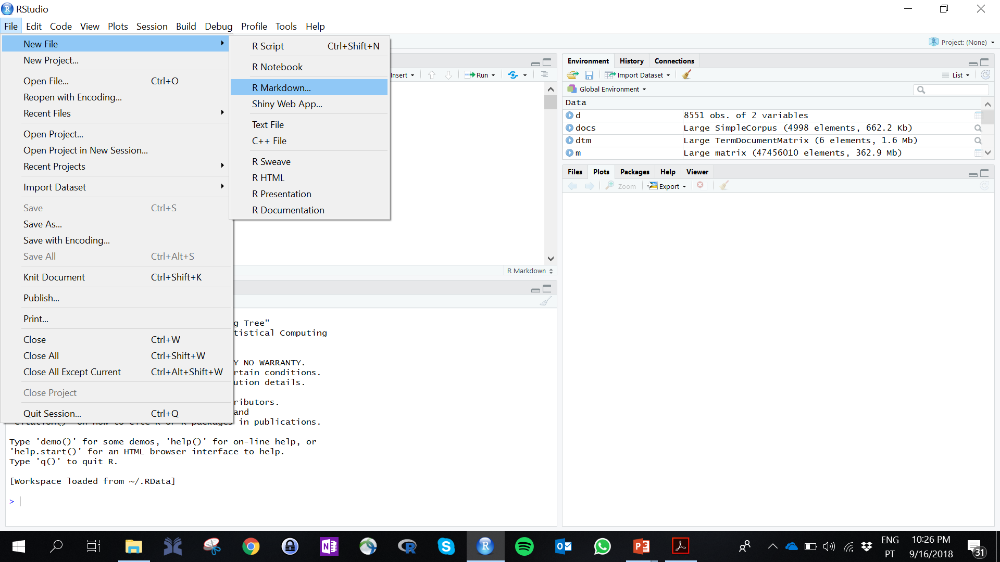 RStudio
File Edit Code View Plots Session Build Debug Profile Tools Help
New File
New Project...
Open File... Ctrl+O
Reopen with Encoding...
Recent Files
Open Project...
Open Project in New Session...
Recent Projects
Import Dataset
Save Ctrl+S
Save As...
Save with Encoding...
Save All Ctrl+Alt+S
Knit Document Ctrl+Shift+K
Publish...
Print...
Close Ctrl+W
Close All Ctrl+Shift+W
Close All Except Current Ctrl+Alt+Shift+W
Close Project
Quit Session... Ctrl+Q
R Script Ctrl+Shift+N
R Notebook
R Markdown...
Shiny Web App...
Text File
C++ File
R Sweave
R HTML
R Presentation
R Documentation
nsert Run
R Markdown
g Tree"
tistical Computing
Y NO WARRANTY.
rtain conditions.
ution details.
ributors.
and
in publications.
Type 'demo()' for some demos, 'help()' for on-line help, or
'help.start()' for an HTML browser interface to help.
Type 'q()' to quit R.
[Workspace loaded from ~/.RData]
>
Project: (None)
Environment History Connections
Import Dataset List
Global Environment
Data
d 8551 obs. of 2 variables
docs Large SimpleCorpus (4998 elements, 662.2 Kb)
dtm Large TermDocumentMatrix (6 elements, 1.6 Mb)
m Large matrix (47456010 elements, 362.9 Mb)
Files Plots Packages Help Viewer
Zoom Export
ENG
PT
10:26 PM
9/16/2018
31